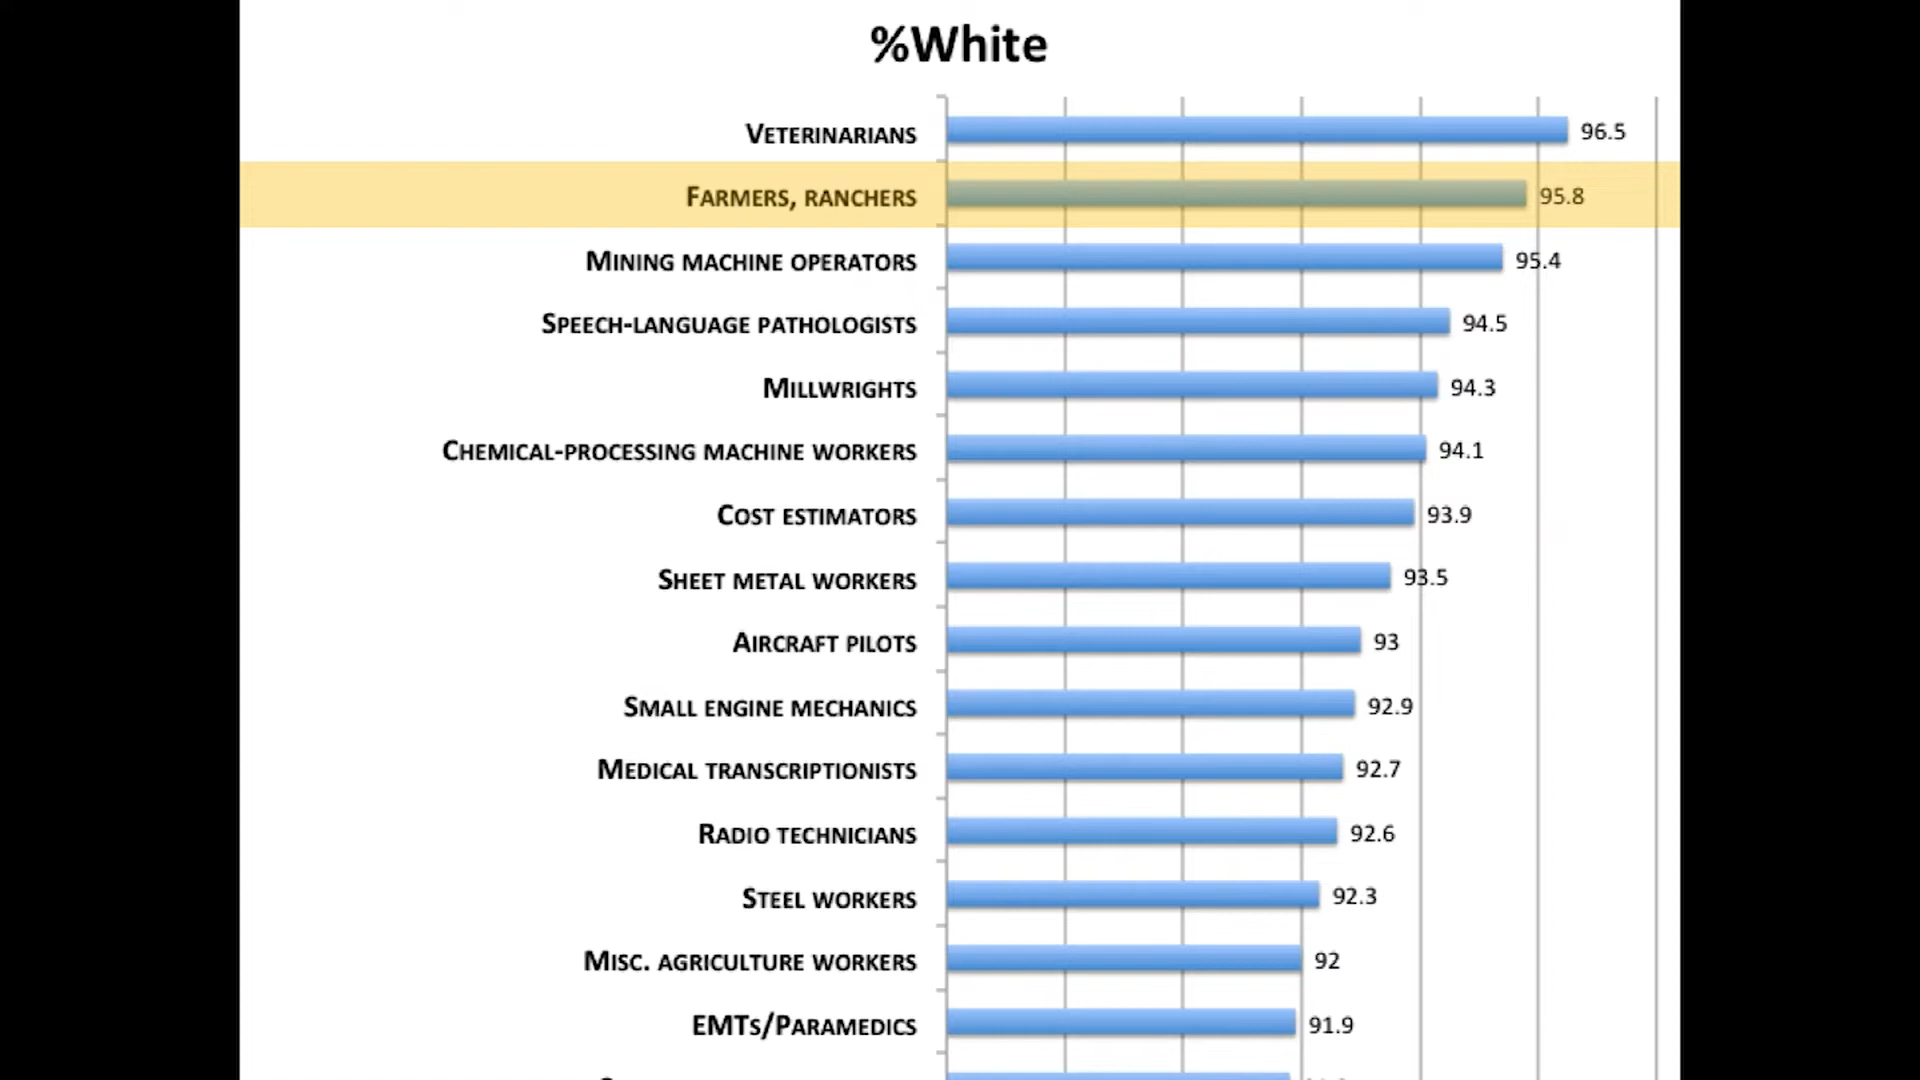 %White
VETERINARIANS 96.5
FARMERS, RANCHERS 95.8
MINING MACHINE OPERATORS 95.4
SPEECH-LANGUAGE PATHOLOGISTS 94.5
MILLWRIGHTS 94.3
CHEMICAL-PROCESSING MACHINE WORKERS 94.1
COST ESTIMATORS 93.9
SHEET METAL WORKERS 93.5
AIRCRAFT PILOTS 93
SMALL ENGINE MECHANICS 92.9
MEDICAL TRANSCRIPTIONISTS 92.7
RADIO TECHNICIANS 92.6
STEEL WORKERS 92.3
MISC. AGRICULTURE WORKERS 92
EMTS/PARAMEDICS 91.9